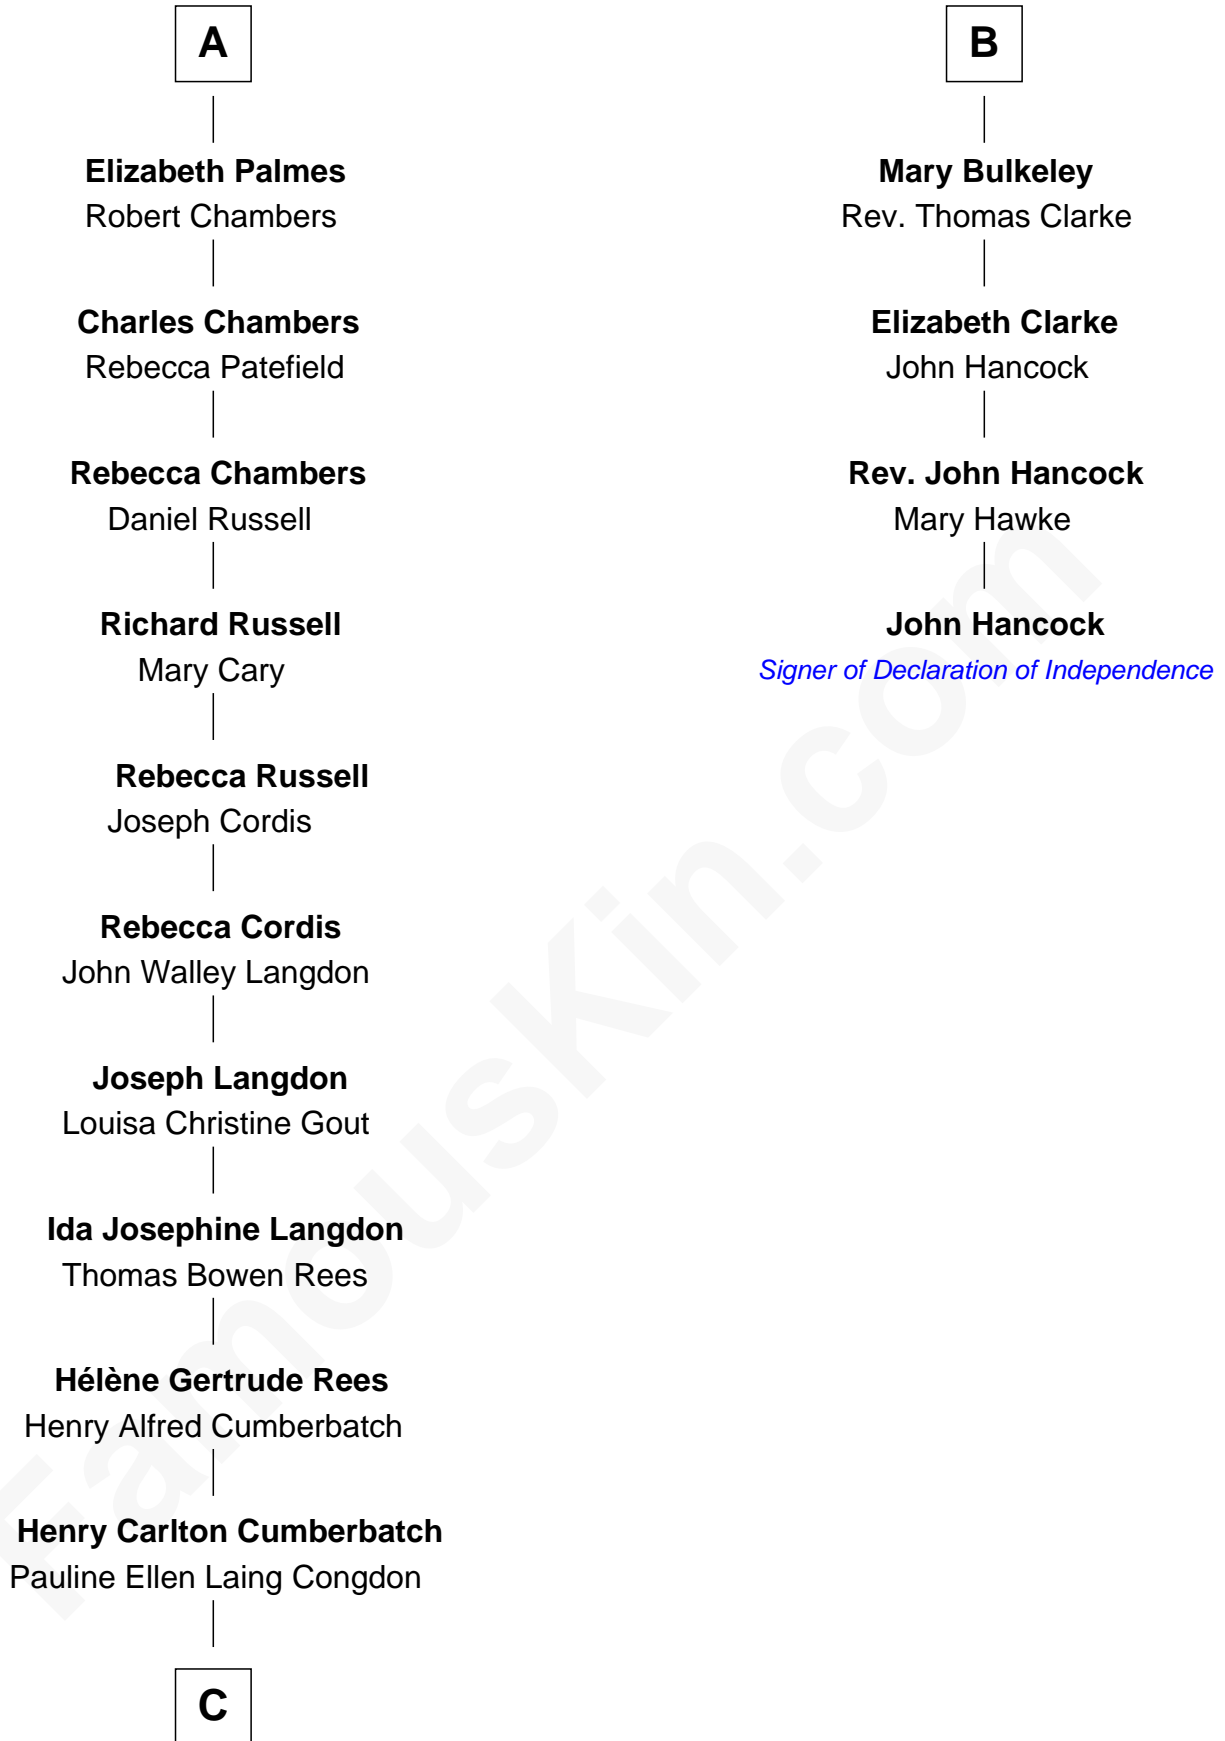 A
Elizabeth Palmes
Robert Chambers
Charles Chambers
Rebecca Patefield
Rebecca Chambers
Daniel Russell
Richard Russell
Mary Cary
Rebecca Russell
Joseph Cordis
Rebecca Cordis
John Walley Langdon
Joseph Langdon
Louisa Christine Gout
Ida Josephine Langdon
Thomas Bowen Rees
Hélène Gertrude Rees
Henry Alfred Cumberbatch
Henry Carlton Cumberbatch
Pauline Ellen Laing Congdon
C
B
Mary Bulkeley
Rev. Thomas Clarke
Elizabeth Clarke
John Hancock
Rev. John Hancock
Mary Hawke
John Hancock
Signer of Declaration of Independence
FamousKin.com